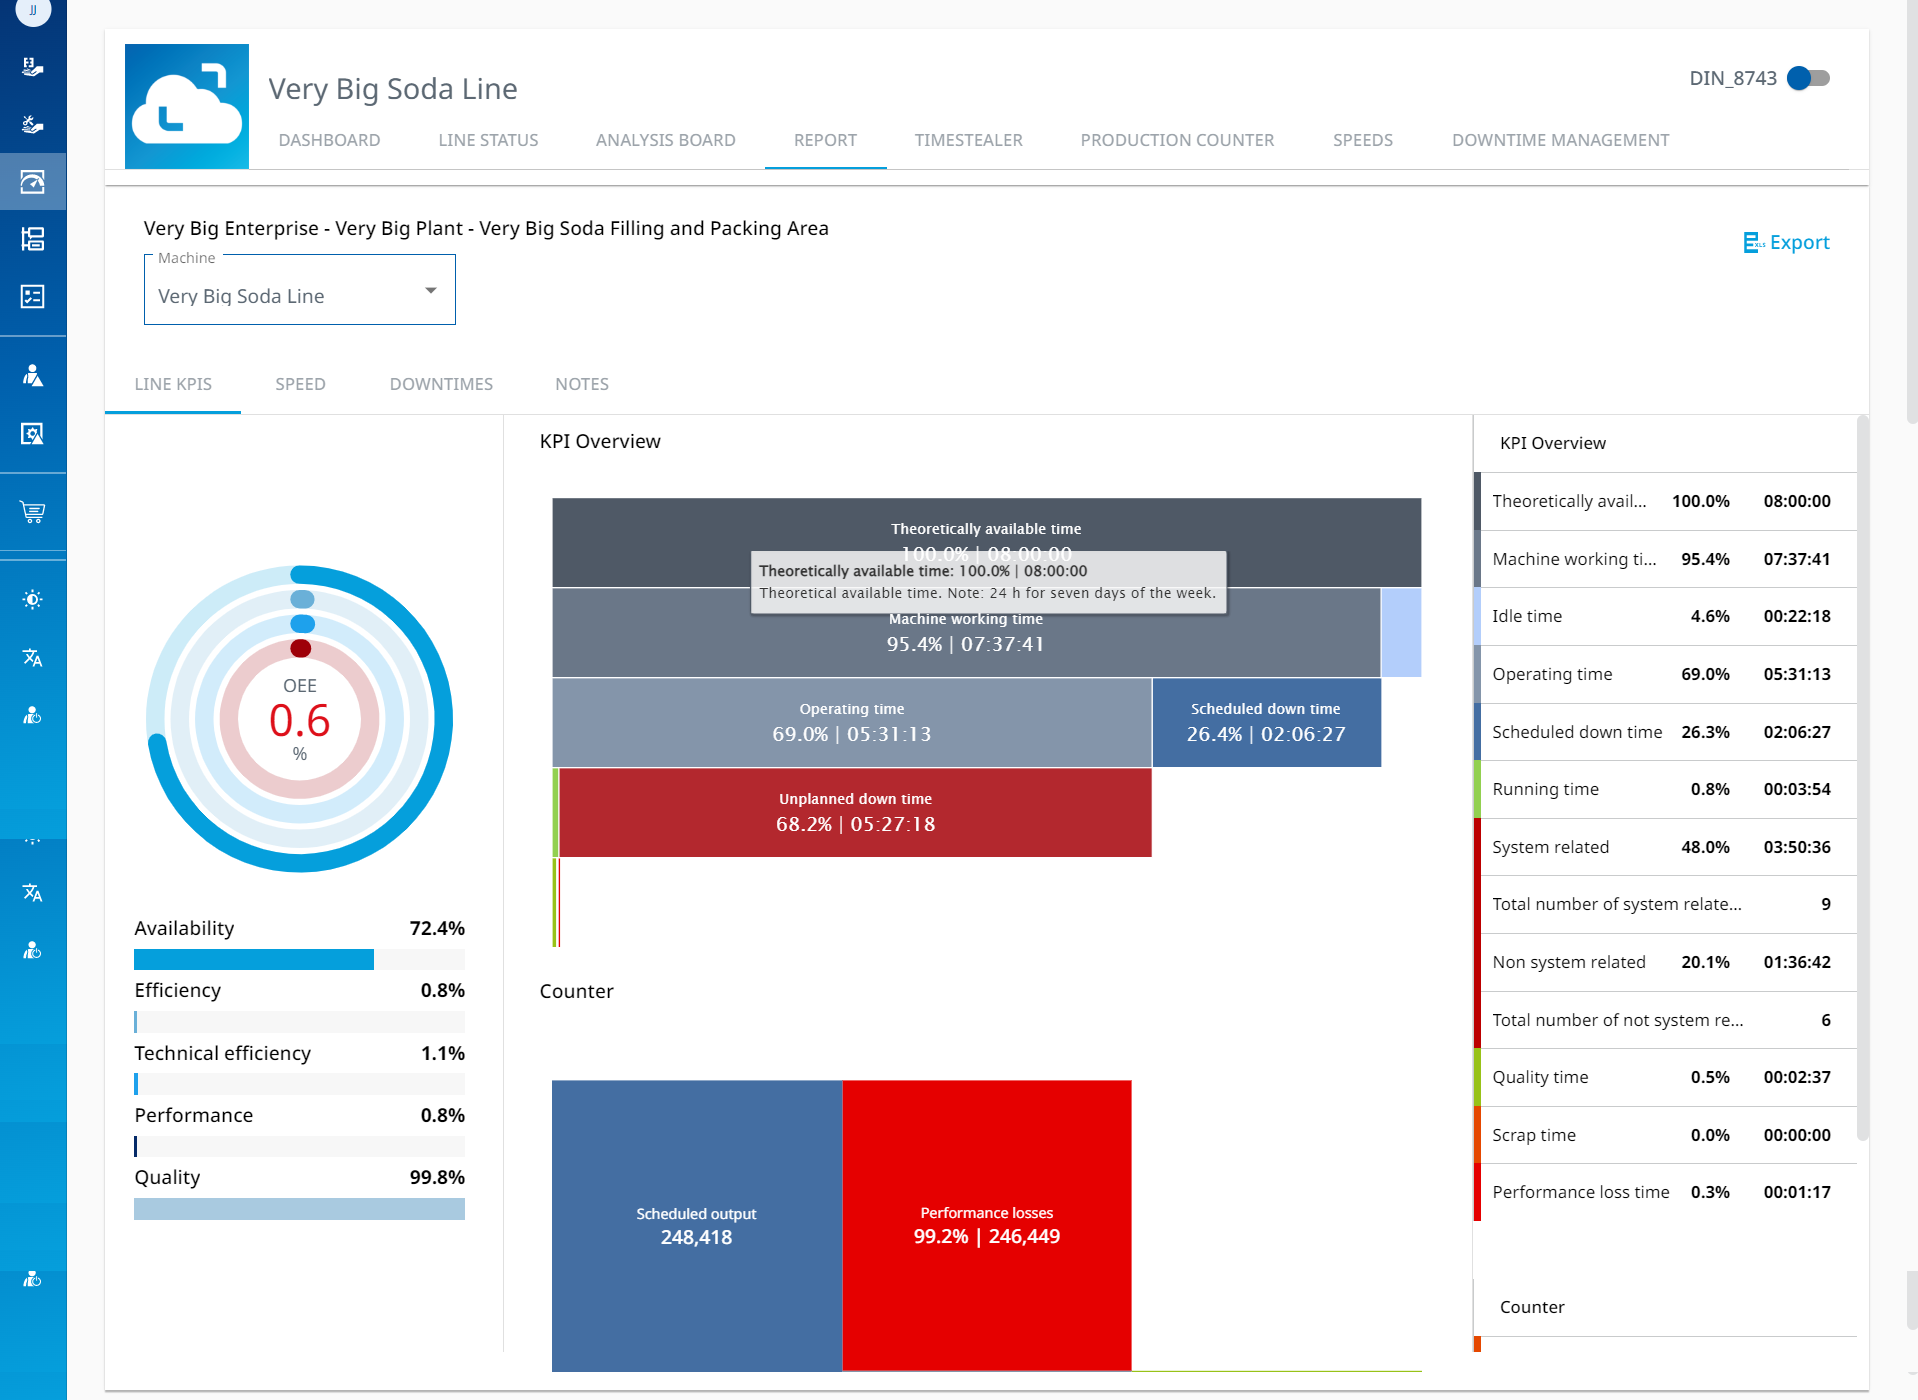 JJ
Very Big Soda Line
DIN_8743
DASHBOARD LINE STATUS ANALYSIS BOARD REPORT TIMESTEALER PRODUCTION COUNTER SPEEDS DOWNTIME MANAGEMENT
Very Big Enterprise - Very Big Plant - Very Big Soda Filling and Packing Area
Machine
Very Big Soda Line
XLS Export
LINE KPIS SPEED DOWNTIMES NOTES
OEE
0.6
%
Availability 72.4%
Efficiency 0.8%
Technical efficiency 1.1%
Performance 0.8%
Quality 99.8%
KPI Overview
Theoretically available time
100.0% | 08:00:00
Theoretically available time: 100.0% | 08:00:00
Theoretical available time. Note: 24 h for seven days of the week.
Machine working time
95.4% | 07:37:41
Operating time
69.0% | 05:31:13
Scheduled down time
26.4% | 02:06:27
Unplanned down time
68.2% | 05:27:18
Counter
Scheduled output
248,418
Performance losses
99.2% | 246,449
KPI Overview
Theoretically avail... 100.0% 08:00:00
Machine working ti... 95.4% 07:37:41
Idle time 4.6% 00:22:18
Operating time 69.0% 05:31:13
Scheduled down time 26.3% 02:06:27
Running time 0.8% 00:03:54
System related 48.0% 03:50:36
Total number of system relate... 9
Non system related 20.1% 01:36:42
Total number of not system re... 6
Quality time 0.5% 00:02:37
Scrap time 0.0% 00:00:00
Performance loss time 0.3% 00:01:17
Counter